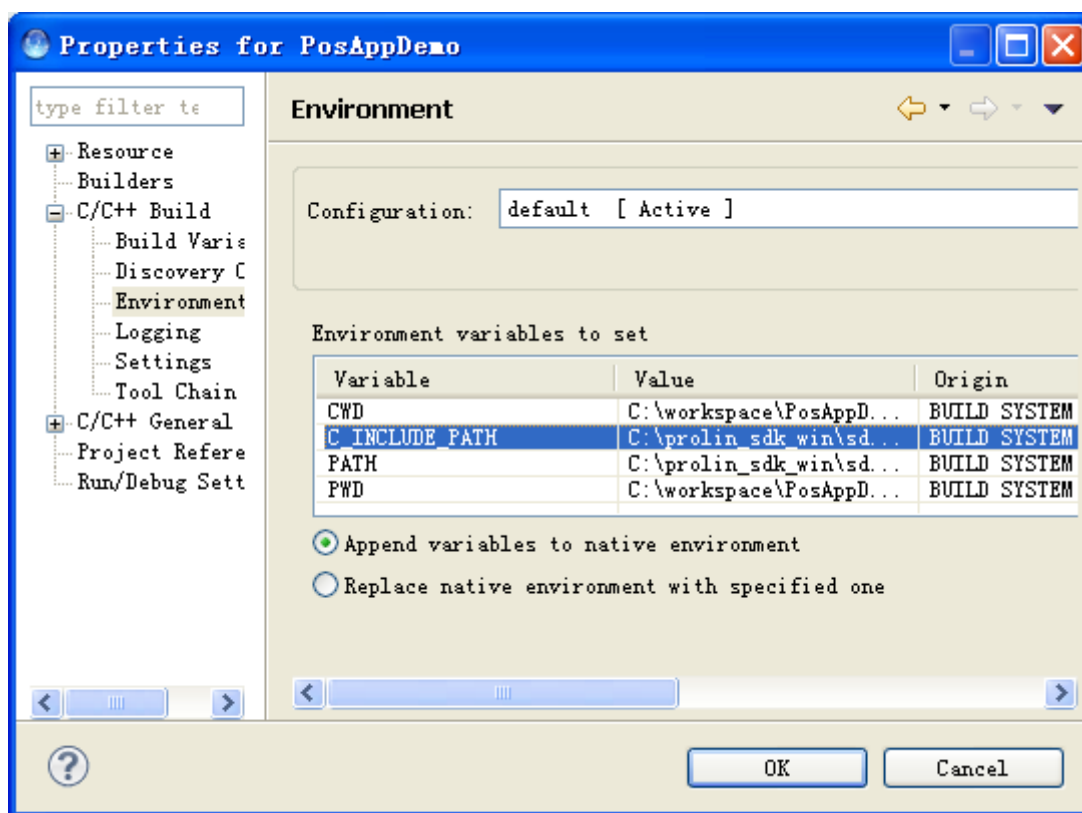 Properties for PosAppDemo
type filter te
Environment
Resource
Builders
C/C++ Build
Build Varia
Discovery C
Environment
Logging
Settings
Tool Chain
C/C++ General
Project Refere
Run/Debug Sett
Configuration: default [ Active ]
Environment variables to set
Variable Value Origin
CWD C:\workspace\PosAppD... BUILD SYSTEM
C_INCLUDE_PATH C:\prolin_sdk_win\sd... BUILD SYSTEM
PATH C:\prolin_sdk_win\sd... BUILD SYSTEM
PWD C:\workspace\PosAppD... BUILD SYSTEM
Append variables to native environment
Replace native environment with specified one
?
OK Cancel